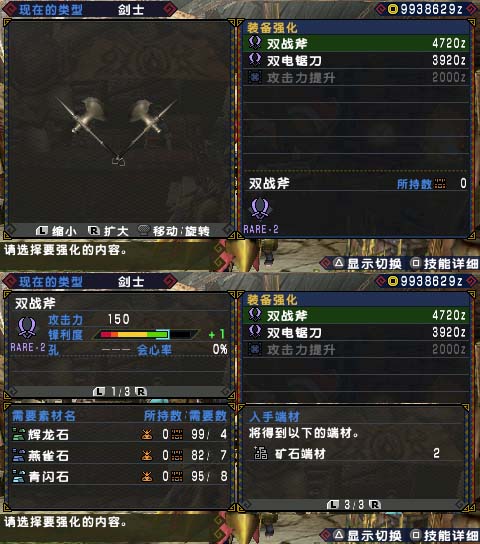 现在的类型 剑士 9938629z
装备强化
双战斧 4720z
双电锯刀 3920z
攻击力提升 2000z
双战斧 所持数 0
RARE-2
L 缩小 R 扩大 移动/旋转
请选择要强化的内容。
△显示切换 □技能详细
现在的类型 剑士 9938629z
双战斧
攻击力 150
锋利度 +1
RARE-2 孔 --- 会心率 0%
L 1/3 R
装备强化
双战斧 4720z
双电锯刀 3920z
攻击力提升 2000z
需要素材名 所持数/需要数
辉龙石 0 99/ 4
燕雀石 0 82/ 7
青闪石 0 95/ 8
入手端材
将得到以下的端材。
矿石端材 2
L 3/3 R
请选择要强化的内容。
△显示切换 □技能详细